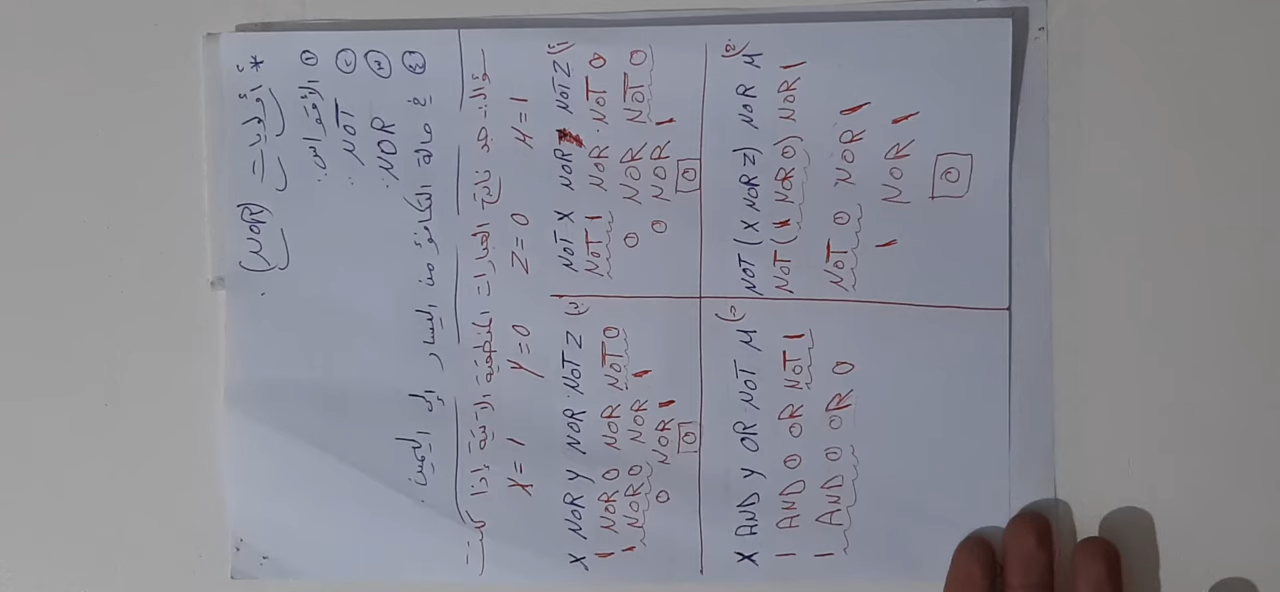 * أولويات (NOR)
① الأقواس.
② NOT
③ NOR
④ في حالة التكافؤ من اليسار إلى اليمين.
سؤال: جد ناتج العبارات المنطقية الآتية إذا كانت
X=1 Y=0 Z=0 M=1
X NOR Y NOR NOT Z (1
1 NOR 0 NOR NOT 0
1 NOR 0 NOR 1
0 NOR 1
0
NOT X NOR NOT Z (أ
NOT 1 NOR NOT 0
0 NOR NOT 0
0 NOR 1
0
X AND Y OR NOT M
1 AND 0 OR NOT 1
1 AND 0 OR 0
NOT (X NOR Z) NOR M
NOT (1 NOR 0) NOR 1
NOT 0 NOR 1
1 NOR 1
0